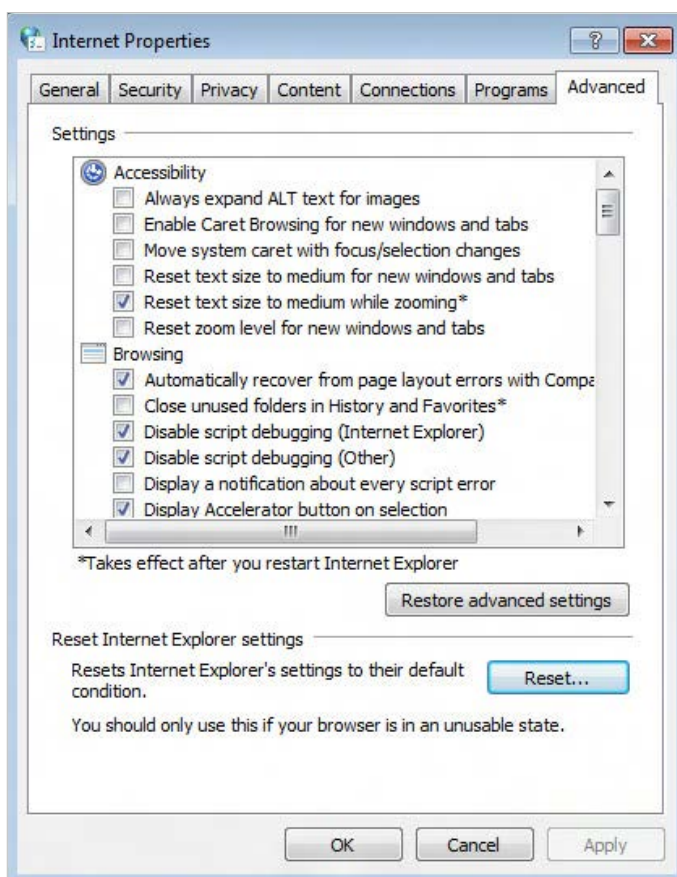 Internet Properties
General Security Privacy Content Connections Programs Advanced
Settings
Accessibility
Always expand ALT text for images
Enable Caret Browsing for new windows and tabs
Move system caret with focus/selection changes
Reset text size to medium for new windows and tabs
Reset text size to medium while zooming*
Reset zoom level for new windows and tabs
Browsing
Automatically recover from page layout errors with Compa
Close unused folders in History and Favorites*
Disable script debugging (Internet Explorer)
Disable script debugging (Other)
Display a notification about every script error
Display Accelerator button on selection
*Takes effect after you restart Internet Explorer
Restore advanced settings
Reset Internet Explorer settings
Resets Internet Explorer's settings to their default
condition.
Reset...
You should only use this if your browser is in an unusable state.
OK Cancel Apply